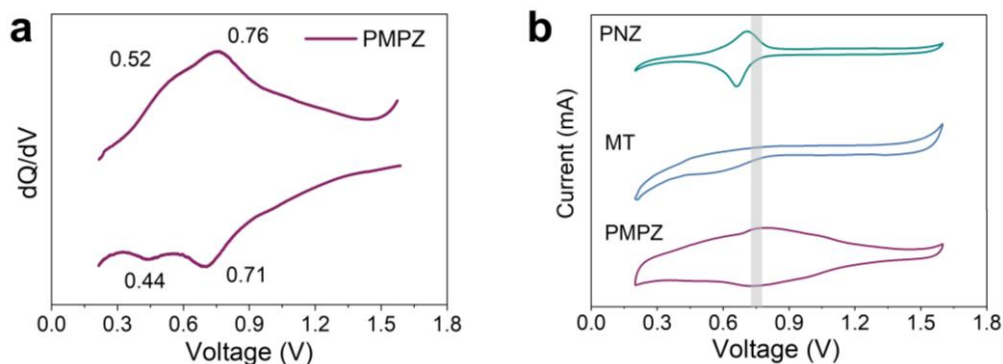 a
0.52
0.76
PMPZ
dQ/dV
0.44
0.71
0.0 0.3 0.6 0.9 1.2 1.5 1.8
Voltage (V)
b
PNZ
MT
PMPZ
Current (mA)
0.0 0.3 0.6 0.9 1.2 1.5 1.8
Voltage (V)